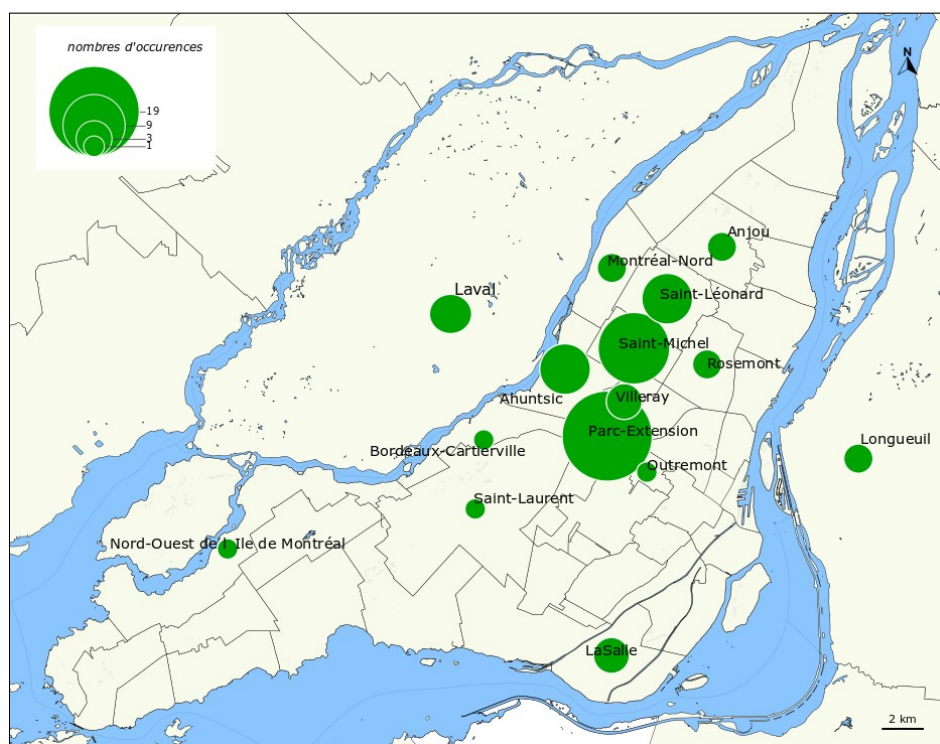 nombres d'occurences
19
9
3
1
N
Anjou
Montréal-Nord
Laval
Saint-Léonard
Saint-Michel
Rosemont
Ahuntsic
Villeray
Parc-Extension
Longueuil
Bordeaux-Cartierville
Outremont
Saint-Laurent
Nord-Ouest de l Ile de Montréal
LaSalle
2 km